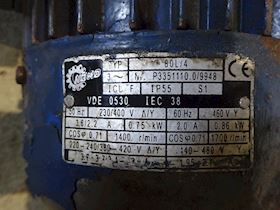 TYP 80L/4
3~ Nr. P3351110.0/9948
ICL F IP55 S1
VDE 0530 IEC 38
50 Hz 230/400 V Δ/Y 60 Hz 460 V Y
3.6/2.2 A 0.75 kW 2.0 A 0.86 kW
COSφ 0.71 1400 r/min COSφ 0.71 1700 r/min
220-240/380-420 V Δ/Y 440-480 V Y